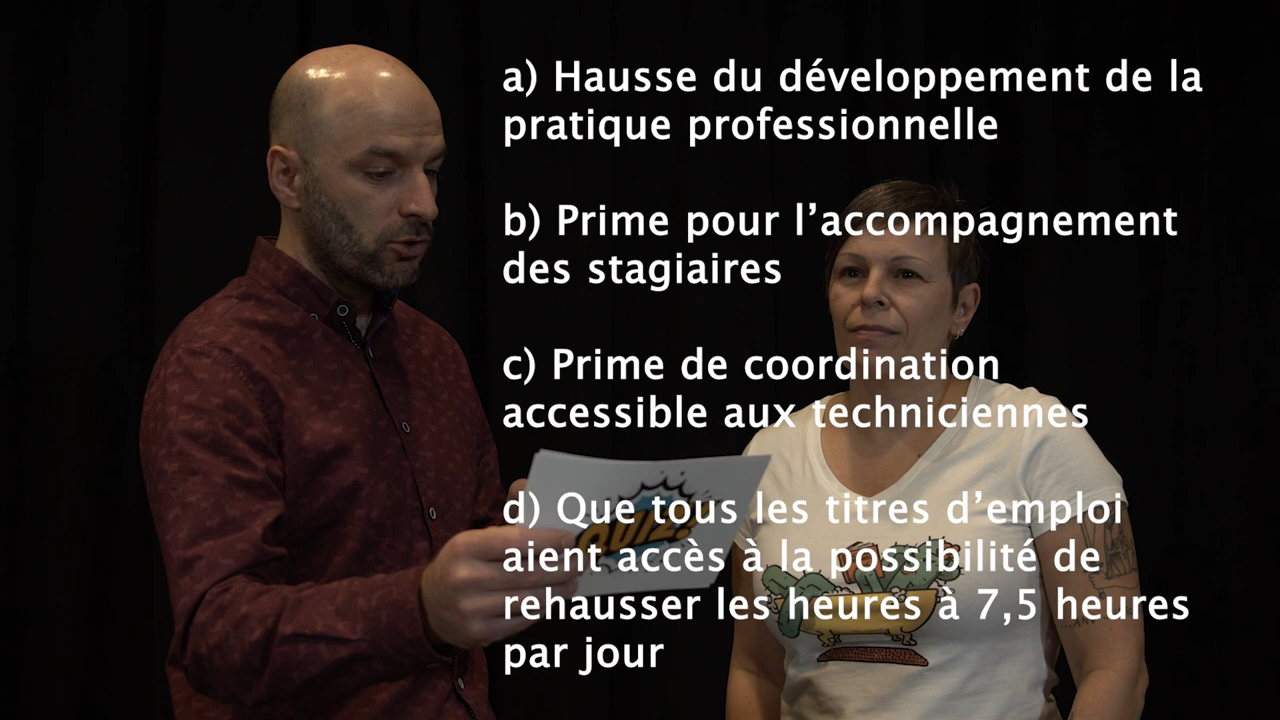 a) Hausse du développement de la
pratique professionnelle
b) Prime pour l’accompagnement
des stagiaires
c) Prime de coordination
accessible aux techniciennes
d) Que tous les titres d’emploi
aient accès à la possibilité de
rehausser les heures à 7,5 heures
par jour
QUIZ!